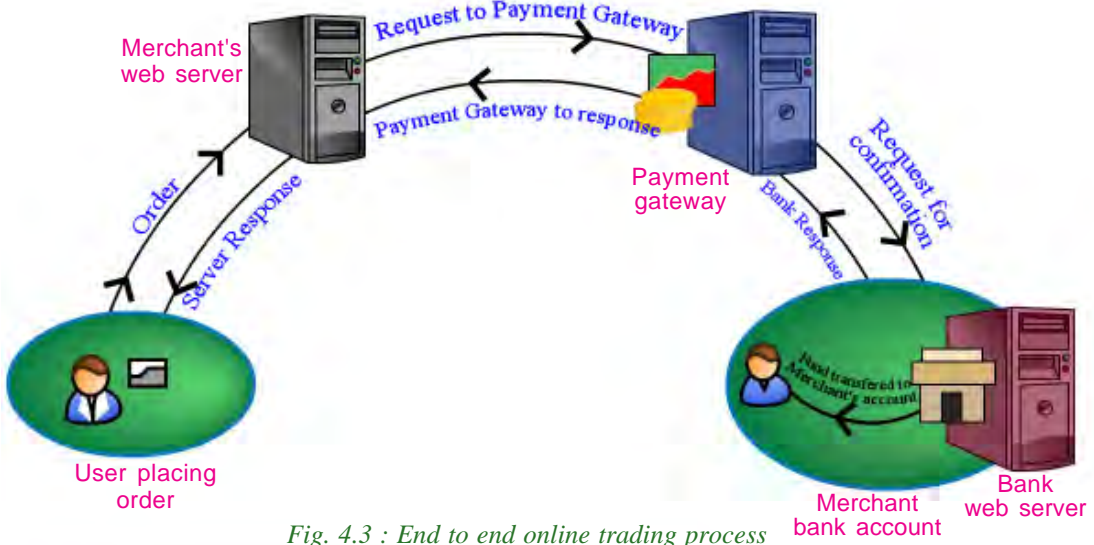 Request to Payment Gateway
Merchant's
web server
Payment Gateway to response
Payment
gateway
Request for
confirmation
Bank Response
Order
Server Response
Fund transfered to
Merchant's account
User placing
order
Merchant
bank account
Bank
web server
Fig. 4.3 : End to end online trading process